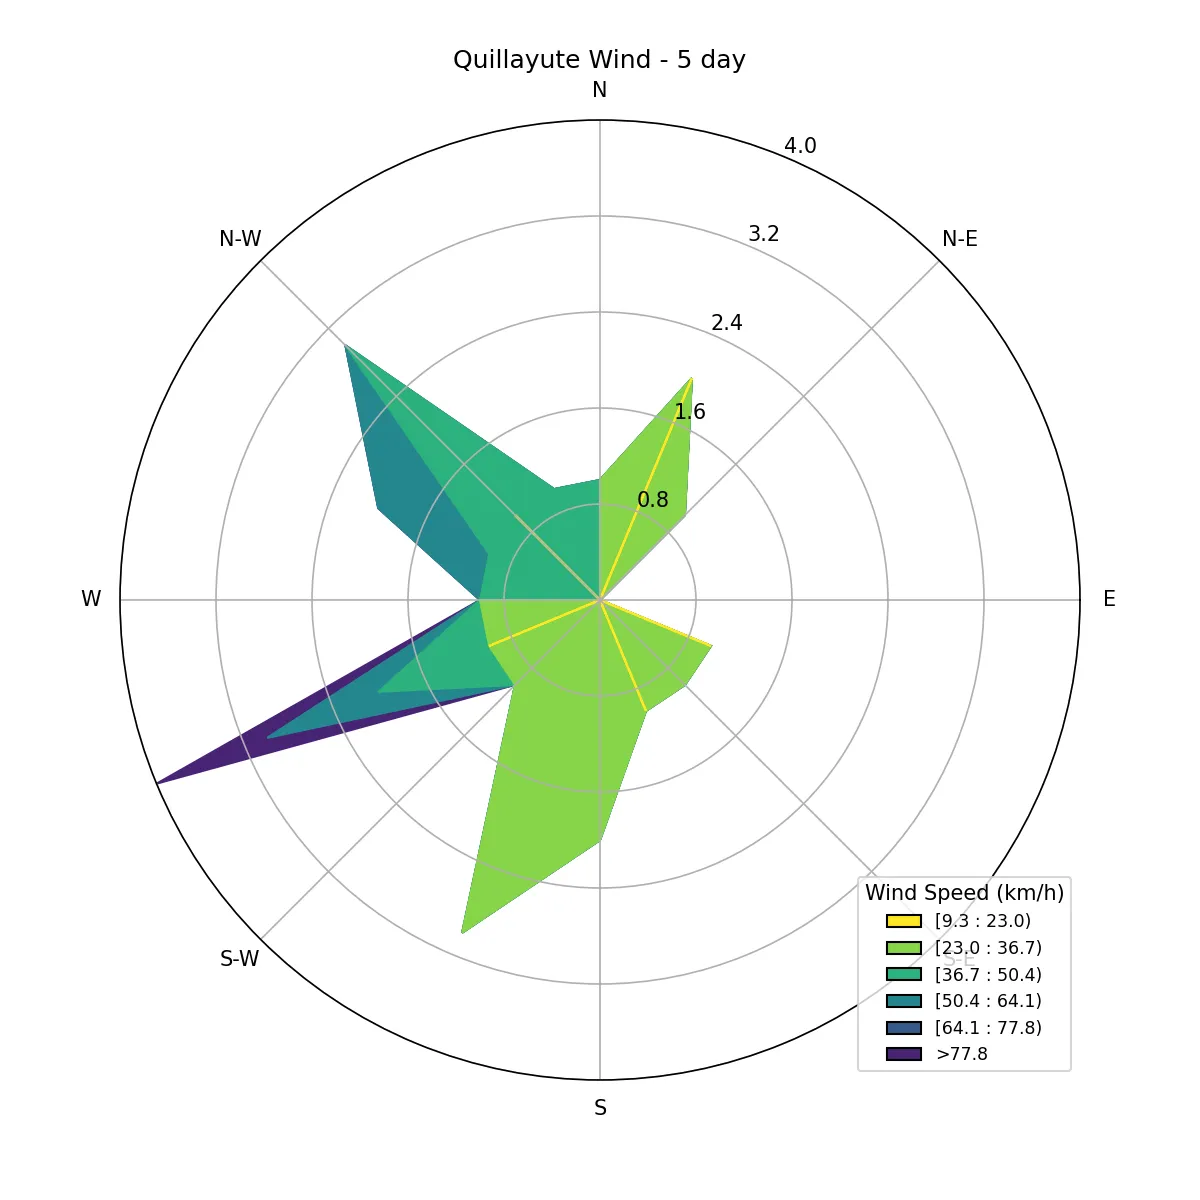 Quillayute Wind - 5 day
N
4.0
N-W
3.2
N-E
2.4
1.6
0.8
W
E
S-W
S-E
S
Wind Speed (km/h)
[9.3 : 23.0)
[23.0 : 36.7)
[36.7 : 50.4)
[50.4 : 64.1)
[64.1 : 77.8)
>77.8